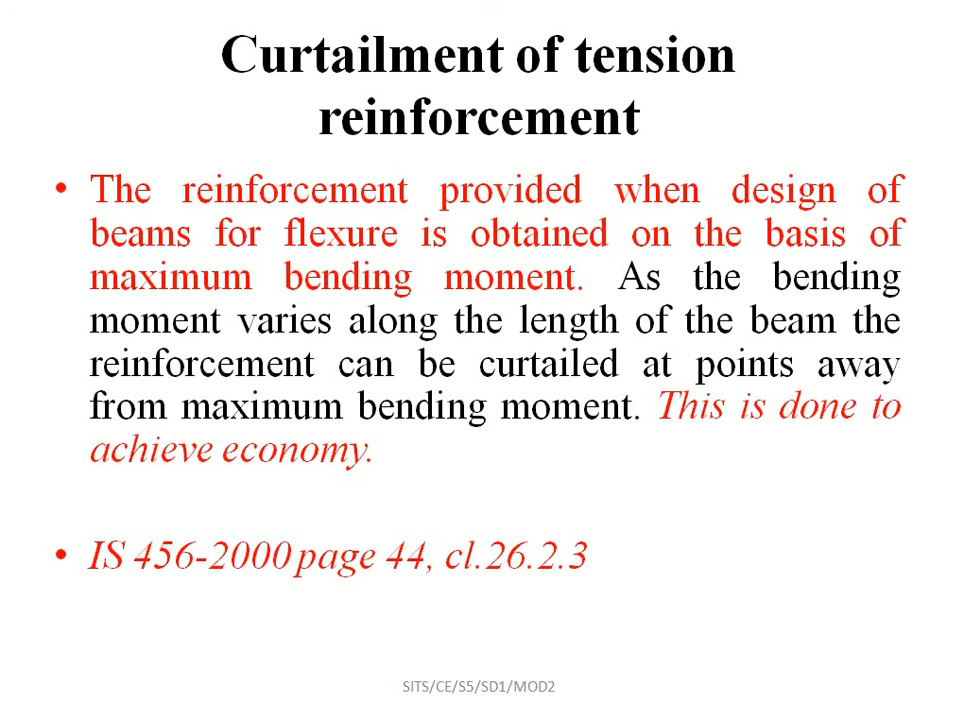 Curtailment of tension
reinforcement
• The reinforcement provided when design of
beams for flexure is obtained on the basis of
maximum bending moment. As the bending
moment varies along the length of the beam the
reinforcement can be curtailed at points away
from maximum bending moment. This is done to
achieve economy.
• IS 456-2000 page 44, cl.26.2.3
SITS/CE/S5/SD1/MOD2